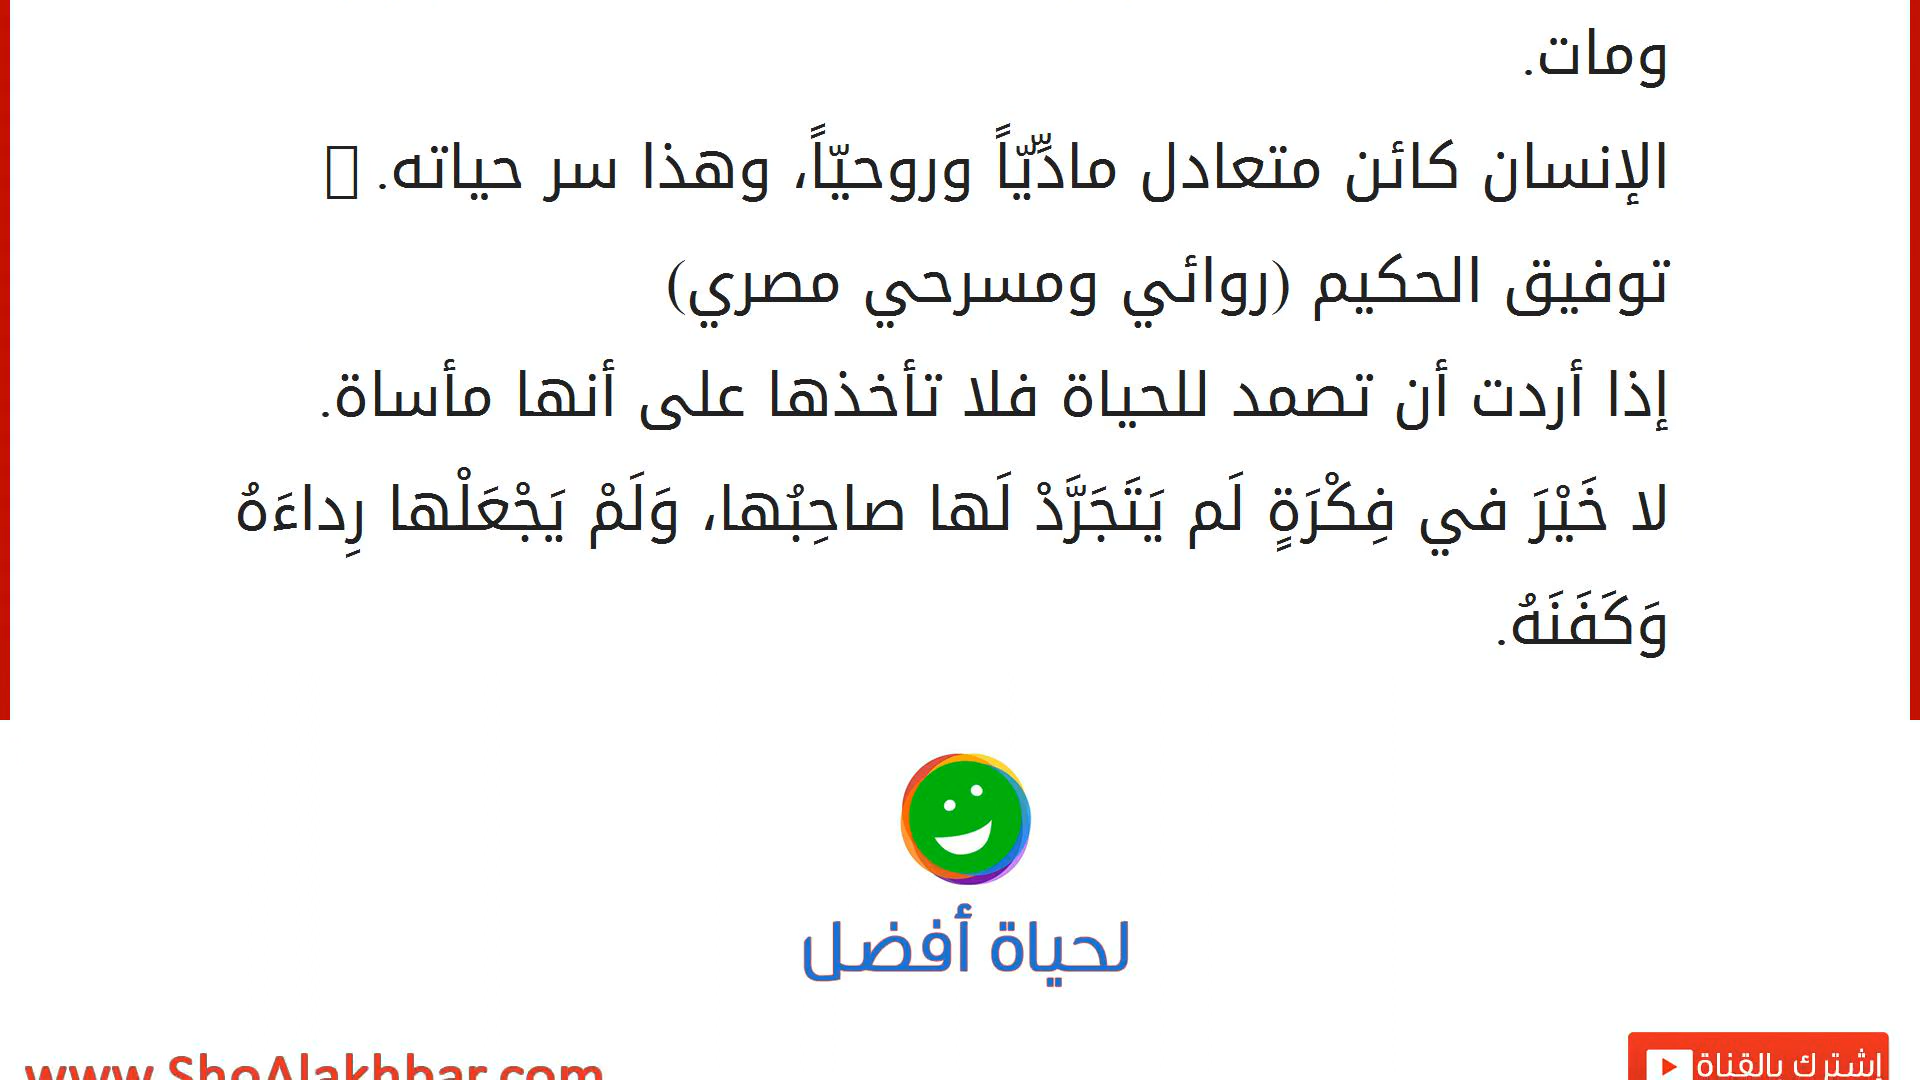 ومات.
الإنسان كائن متعادل مادِّيّاً وروحيّاً، وهذا سر حياته.
توفيق الحكيم (روائي ومسرحي مصري)
إذا أردت أن تصمد للحياة فلا تأخذها على أنها مأساة.
لا خَيْرَ في فِكْرَةٍ لَم يَتَجَرَّدْ لَها صاحِبُها، وَلَمْ يَجْعَلْها رِداءَهُ
وَكَفَنَهُ.
لحياة أفضل
www.ShoAlakhbar.com
إشترك بالقناة